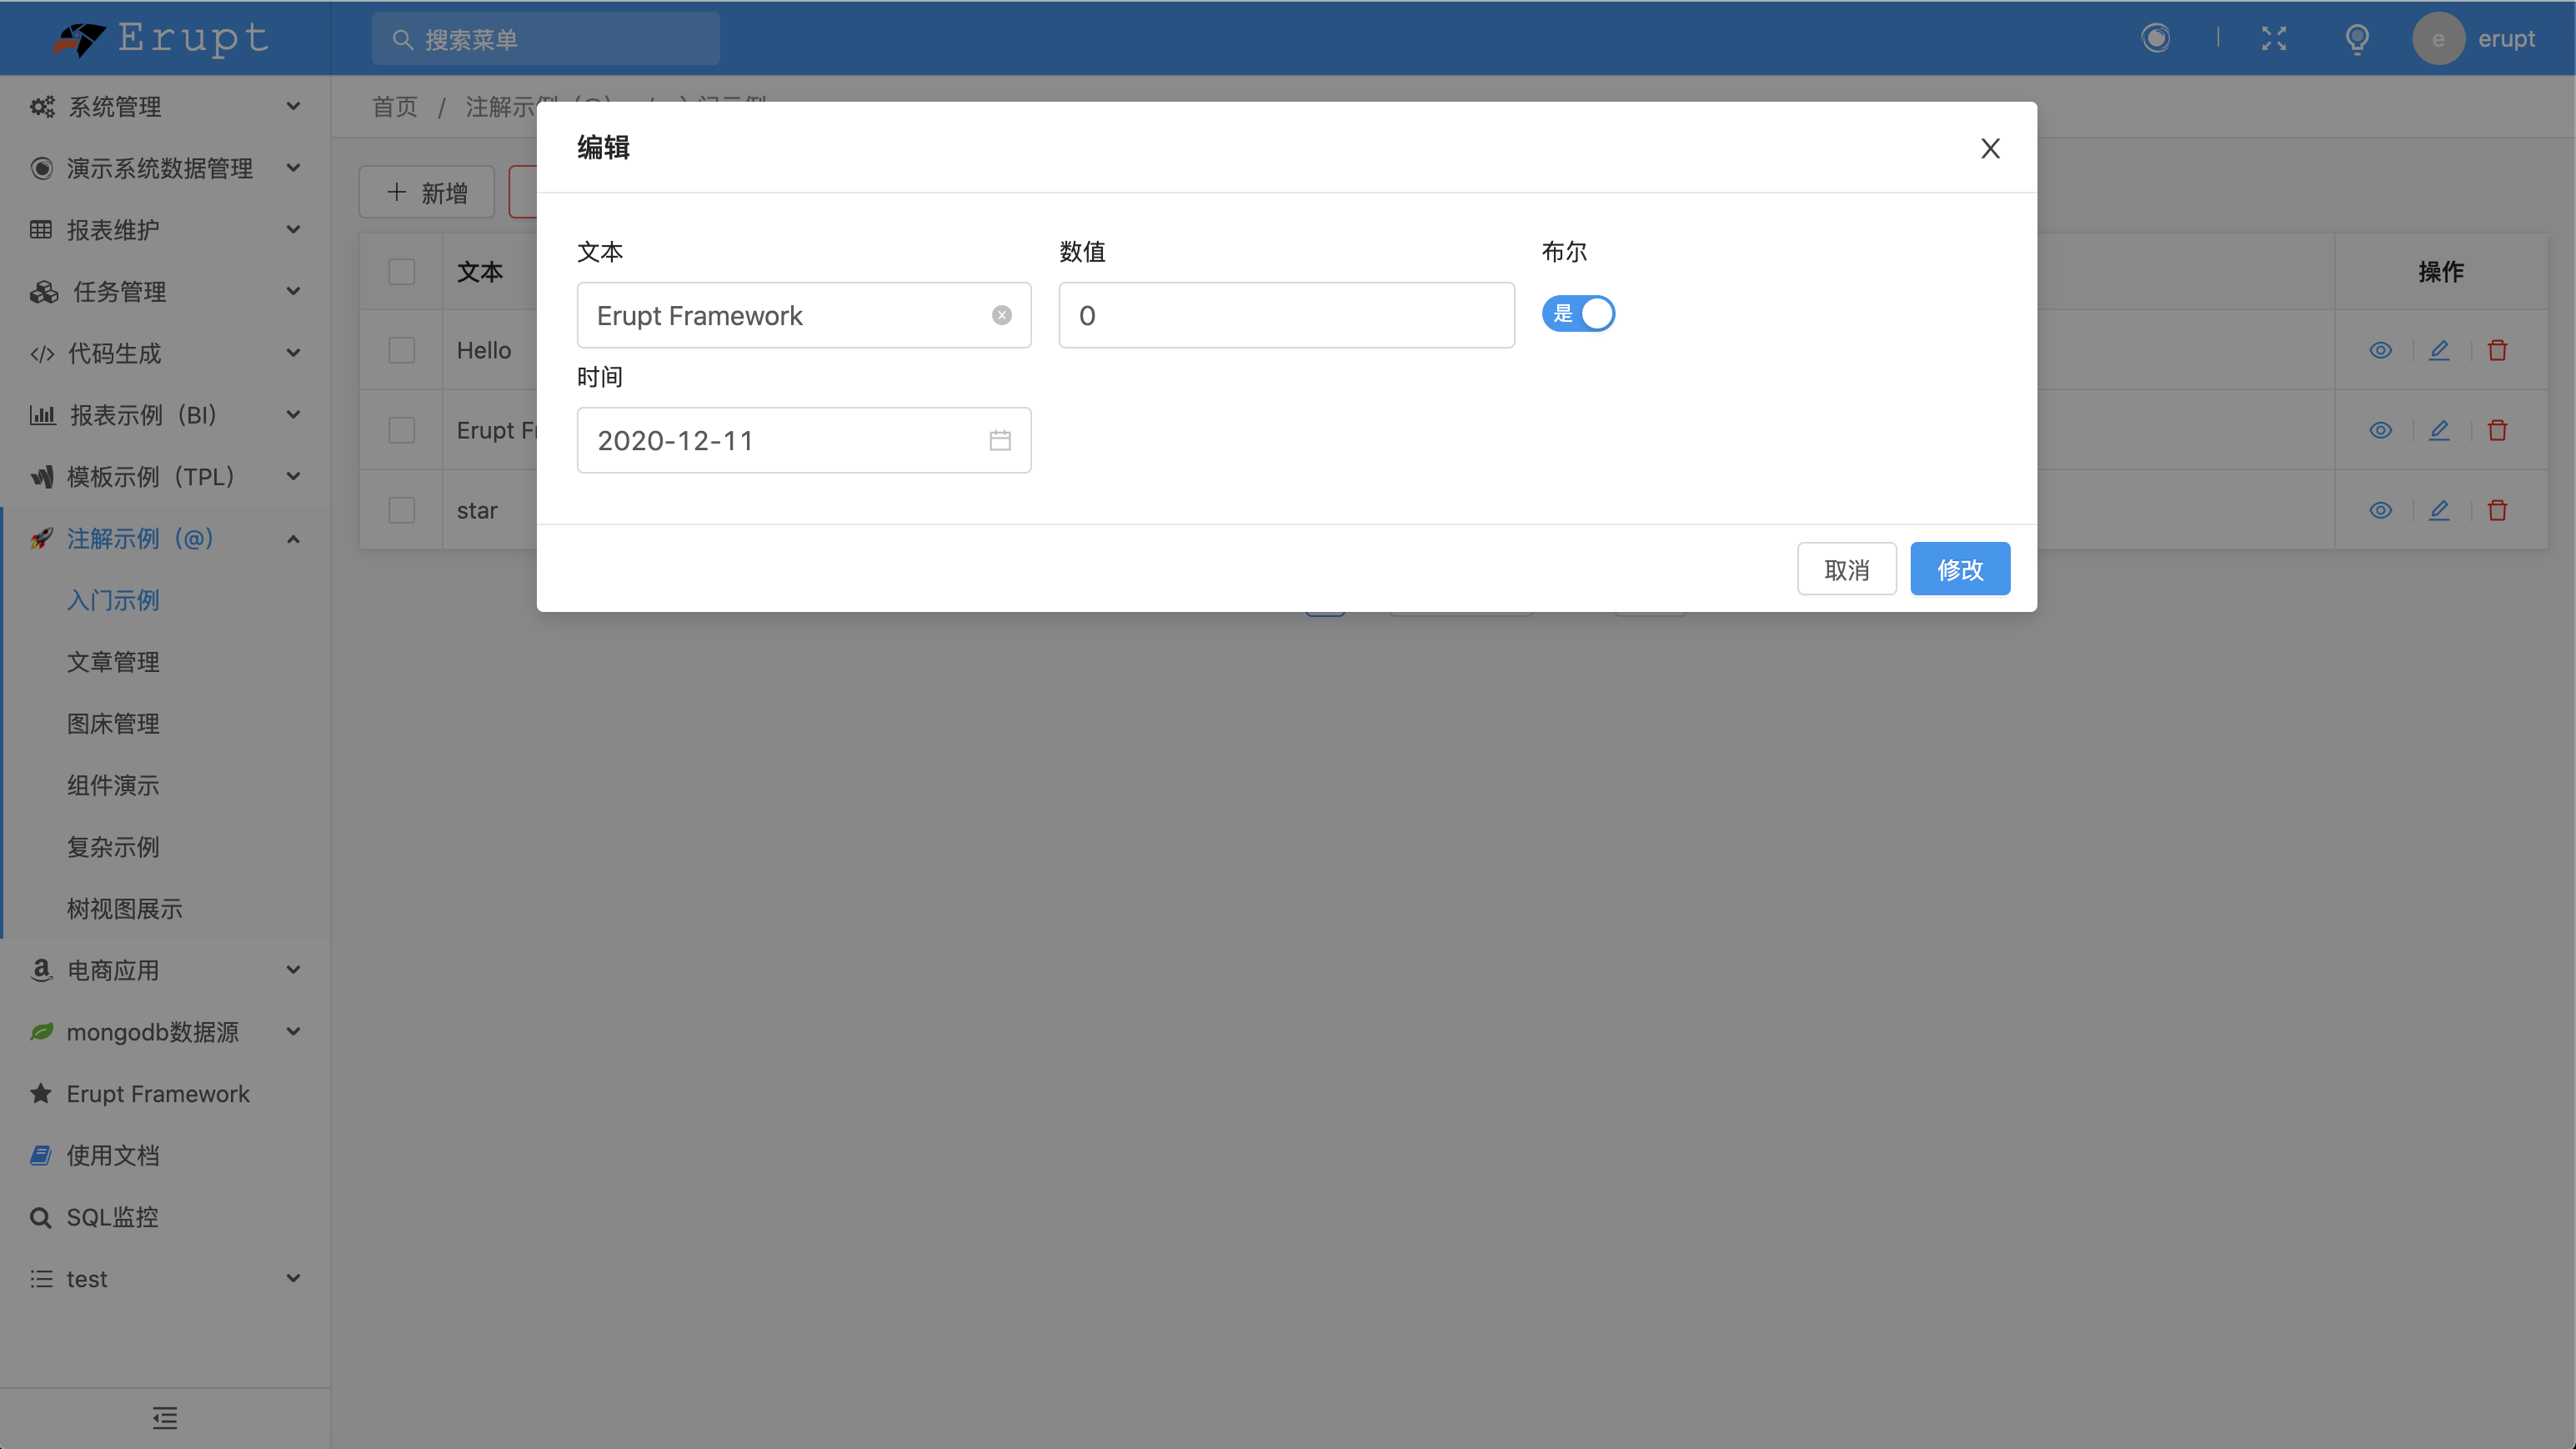 Erupt
搜索菜单
e
erupt
系统管理
演示系统数据管理
报表维护
任务管理
代码生成
报表示例（BI）
模板示例（TPL）
注解示例（@）
入门示例
文章管理
图床管理
组件演示
复杂示例
树视图展示
电商应用
mongodb数据源
Erupt Framework
使用文档
SQL监控
test
首页 / 注解示例（@） / 入门示例
新增
文本
操作
Hello
Erupt Fr
star
编辑
文本
数值
布尔
Erupt Framework
0
是
时间
2020-12-11
取消
修改